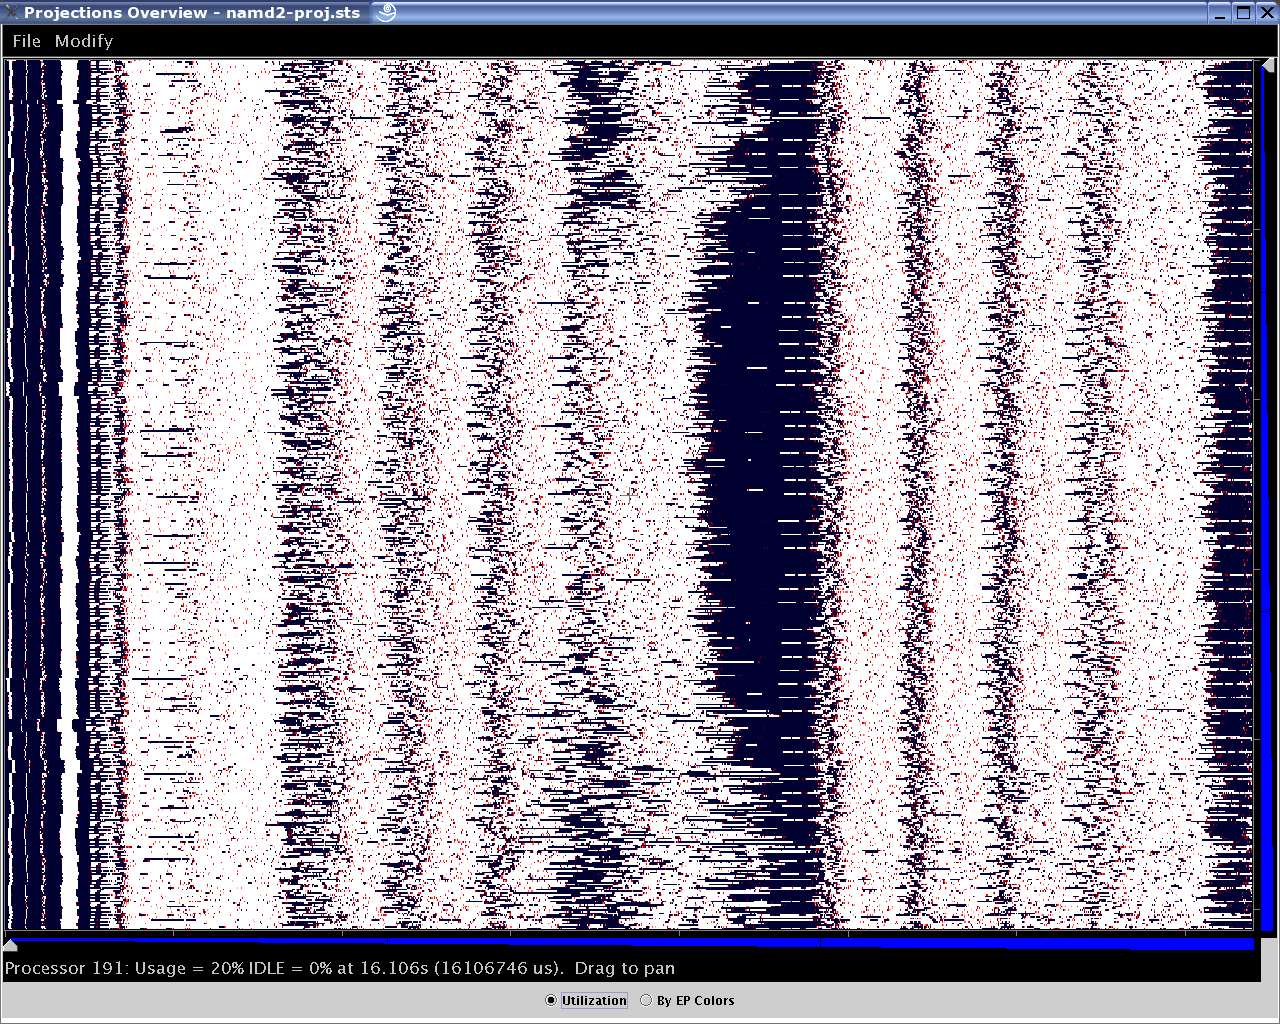 Projections Overview - namd2-proj.sts
File Modify
Processor 191: Usage = 20% IDLE = 0% at 16.106s (16106746 us). Drag to pan
Utilization By EP Colors